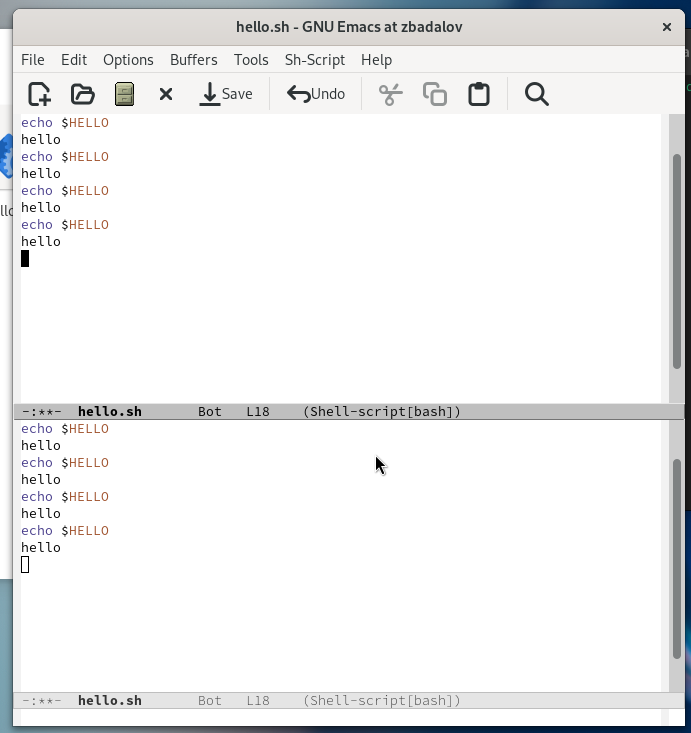 hello.sh - GNU Emacs at zbadalov
File Edit Options Buffers Tools Sh-Script Help
Save Undo
echo $HELLO
hello
echo $HELLO
hello
echo $HELLO
hello
echo $HELLO
hello
-:**- hello.sh Bot L18 (Shell-script[bash])
echo $HELLO
hello
echo $HELLO
hello
echo $HELLO
hello
echo $HELLO
hello
-:**- hello.sh Bot L18 (Shell-script[bash])